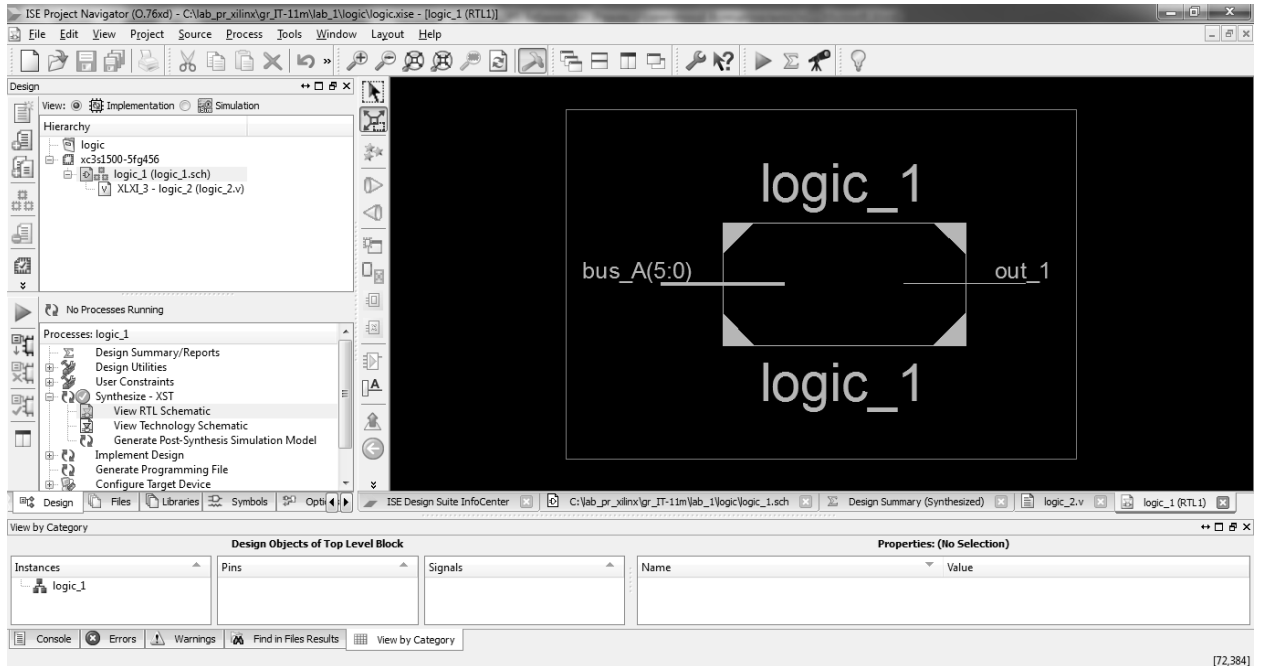 ISE Project Navigator (O.76xd) - C:\lab_pr_xilinx\gr_IT-11m\lab_1\logic\logic.xise - [logic_1 (RTL1)]
File Edit View Project Source Process Tools Window Layout Help
Design
View: Implementation Simulation
Hierarchy
logic
xc3s1500-5fg456
logic_1 (logic_1.sch)
XLXI_3 - logic_2 (logic_2.v)
No Processes Running
Processes: logic_1
Design Summary/Reports
Design Utilities
User Constraints
Synthesize - XST
View RTL Schematic
View Technology Schematic
Generate Post-Synthesis Simulation Model
Implement Design
Generate Programming File
Configure Target Device
logic_1
bus_A(5:0) out_1
logic_1
Design Files Libraries Symbols Opti
ISE Design Suite InfoCenter C:\lab_pr_xilinx\gr_IT-11m\lab_1\logic\logic_1.sch Design Summary (Synthesized) logic_2.v logic_1 (RTL1)
View by Category
Design Objects of Top Level Block Properties: (No Selection)
Instances Pins Signals Name Value
logic_1
Console Errors Warnings Find in Files Results View by Category
[72,384]